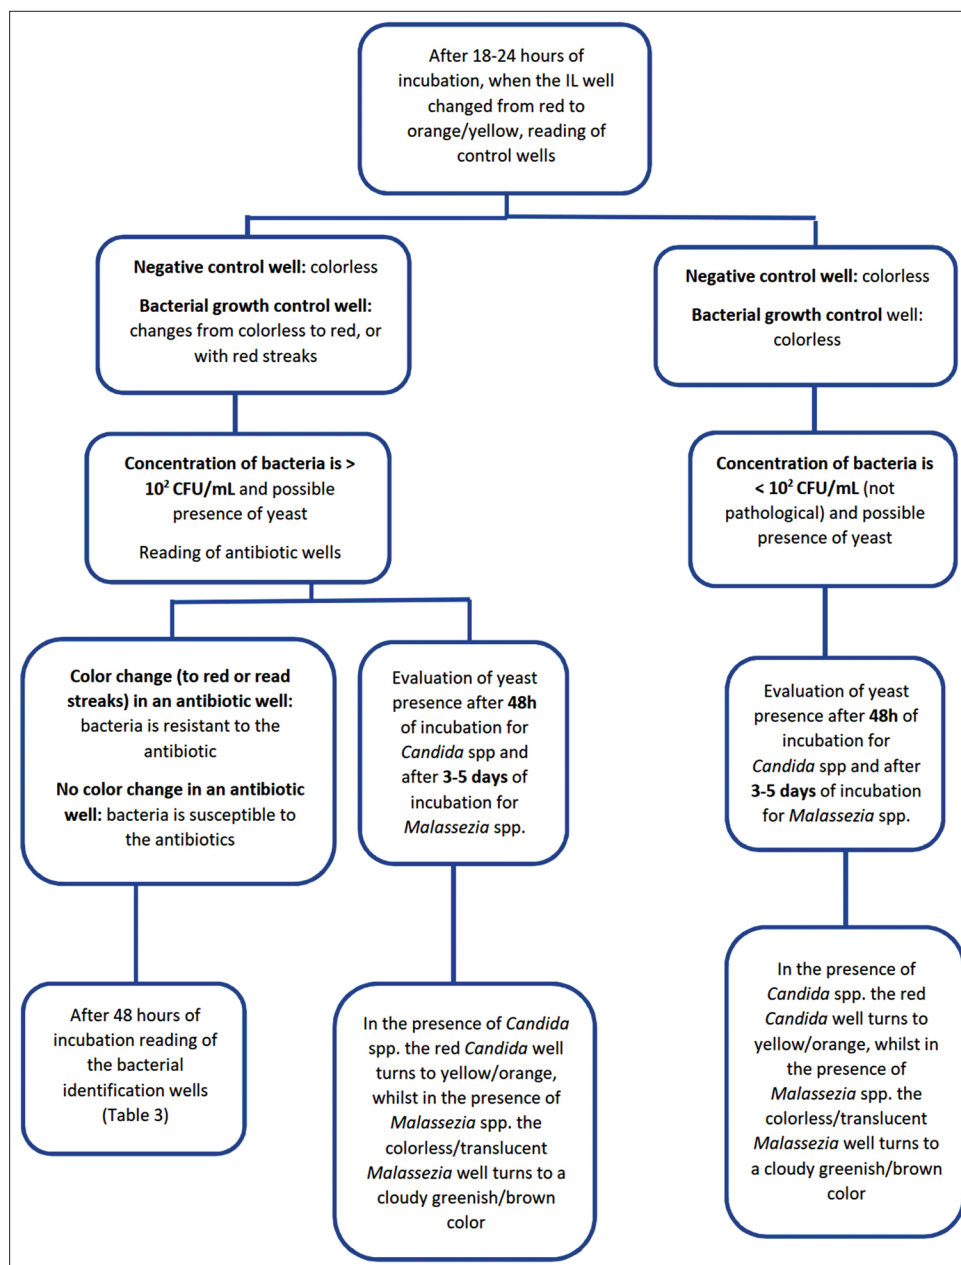 After 18-24 hours of
incubation, when the IL well
changed from red to
orange/yellow, reading of
control wells
Negative control well: colorless
Bacterial growth control well:
changes from colorless to red, or
with red streaks
Negative control well: colorless
Bacterial growth control well:
colorless
Concentration of bacteria is >
10² CFU/mL and possible
presence of yeast
Reading of antibiotic wells
Concentration of bacteria is
< 10² CFU/mL (not
pathological) and possible
presence of yeast
Color change (to red or read
streaks) in an antibiotic well:
bacteria is resistant to the
antibiotic
No color change in an antibiotic
well: bacteria is susceptible to
the antibiotics
Evaluation of yeast
presence after 48h
of incubation for
Candida spp and
after 3-5 days of
incubation for
Malassezia spp.
Evaluation of yeast
presence after 48h of
incubation for
Candida spp and after
3-5 days of incubation
for Malassezia spp.
After 48 hours of
incubation reading of
the bacterial
identification wells
(Table 3)
In the presence of Candida
spp. the red Candida well
turns to yellow/orange,
whilst in the presence of
Malassezia spp. the
colorless/translucent
Malassezia well turns to a
cloudy greenish/brown
color
In the presence of
Candida spp. the red
Candida well turns to
yellow/orange, whilst in
the presence of
Malassezia spp. the
colorless/translucent
Malassezia well turns to
a cloudy greenish/brown
color